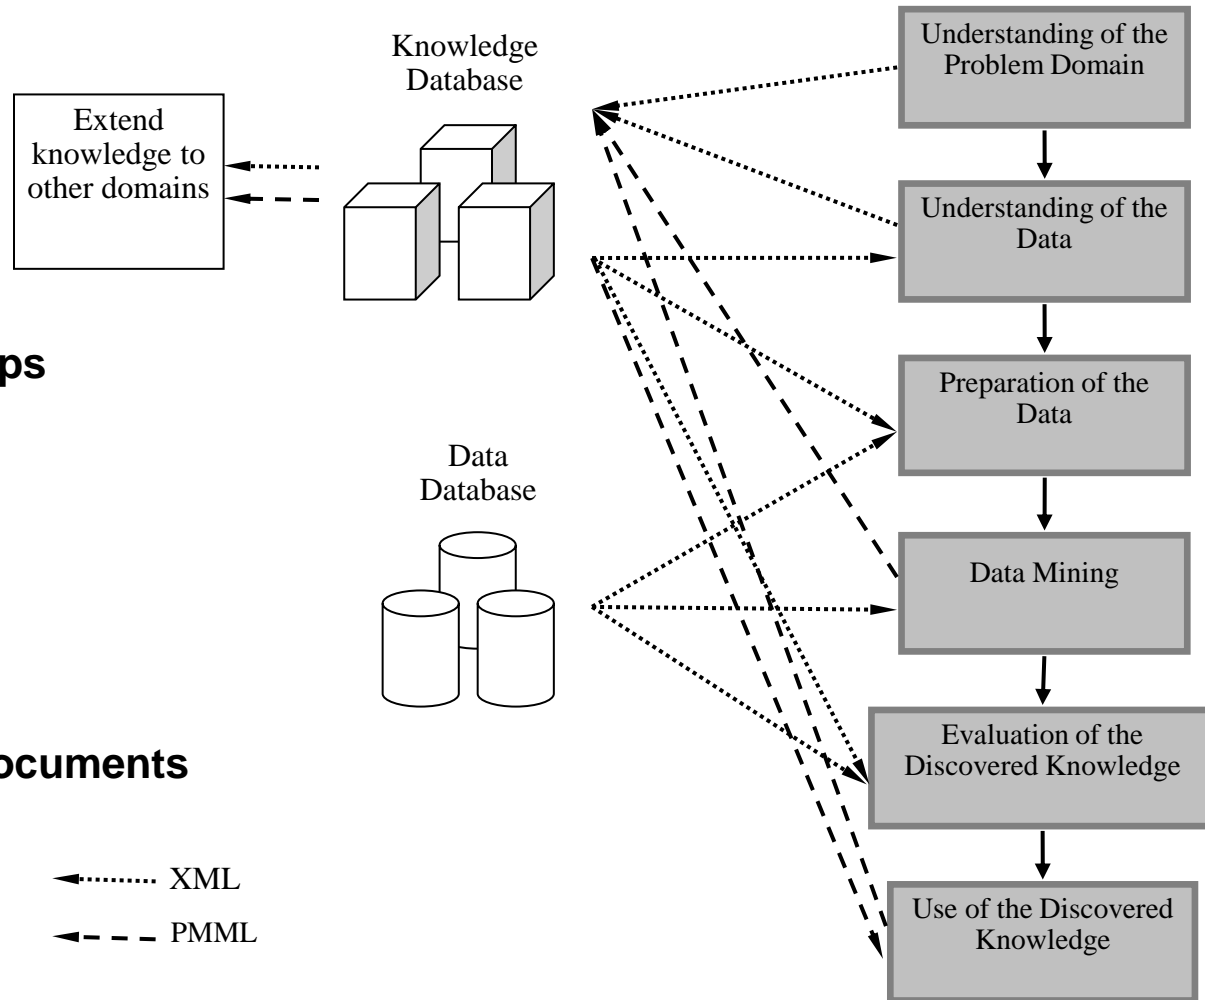 Knowledge
Database
Extend
knowledge to
other domains
Understanding of the
Problem Domain
Understanding of the
Data
ps
Preparation of the
Data
Data
Database
Data Mining
Evaluation of the
Discovered Knowledge
ocuments
XML
PMML
Use of the Discovered
Knowledge